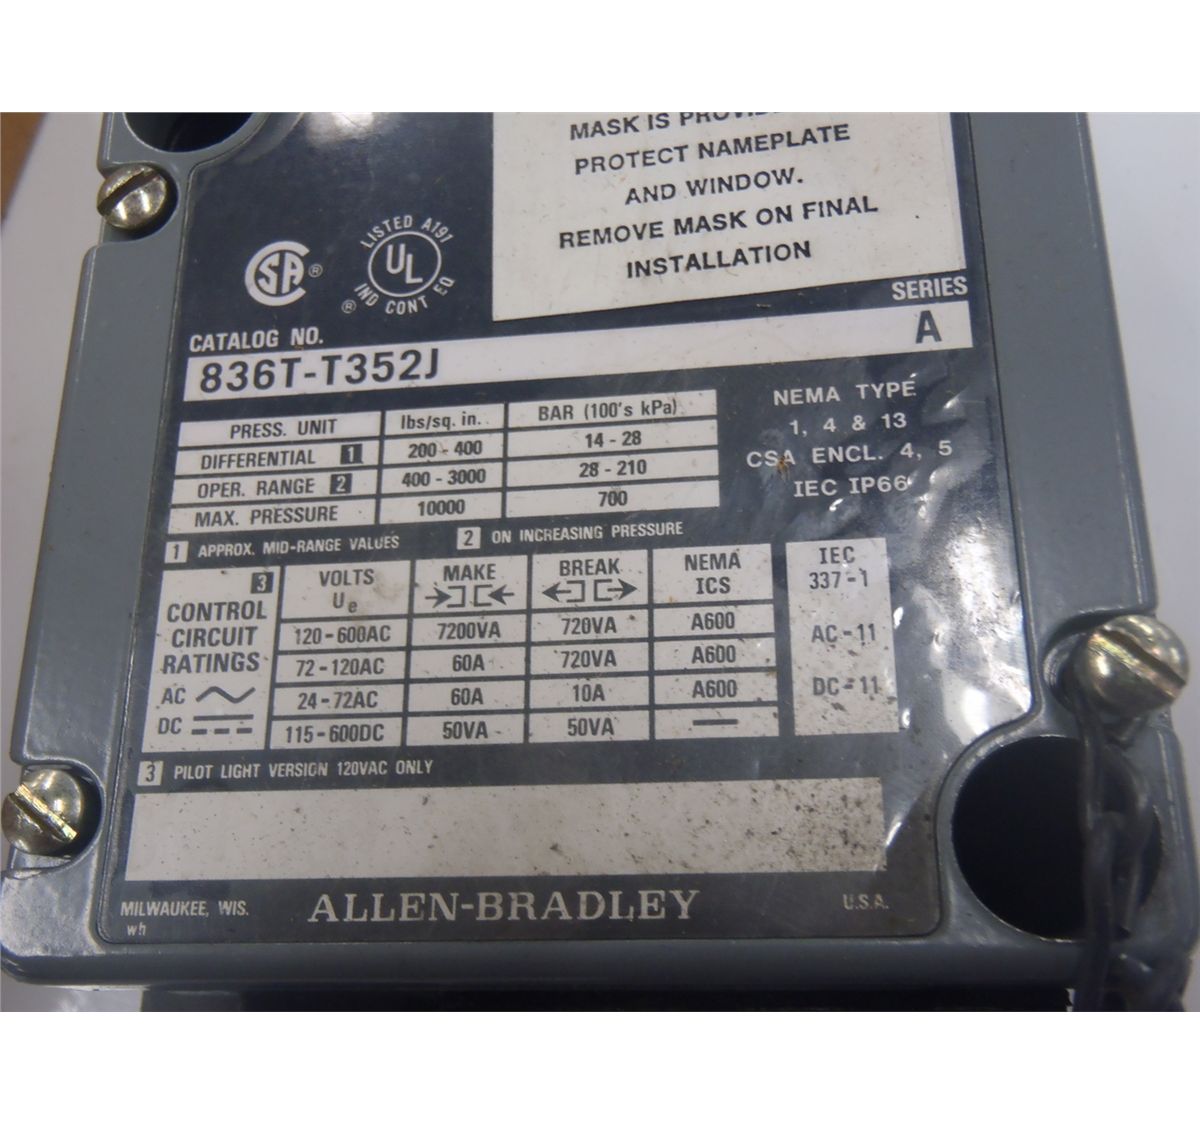 MASK IS
PROTECT NAMEPLATE
AND WINDOW.
REMOVE MASK ON FINAL
INSTALLATION
SA ®
LISTED A191
UL
® IND CONT EQ
SERIES
CATALOG NO.
836T-T352J A
PRESS. UNIT lbs/sq. in. BAR (100's kPa)
DIFFERENTIAL 1 200 - 400 14 - 28
OPER. RANGE 2 400 - 3000 28 - 210
MAX. PRESSURE 10000 700
NEMA TYPE
1, 4 & 13
CSA ENCL. 4, 5
IEC IP66
1 APPROX. MID-RANGE VALUES 2 ON INCREASING PRESSURE
3
CONTROL
CIRCUIT
RATINGS
AC
DC
VOLTS Ue MAKE BREAK NEMA ICS
120-600AC 7200VA 720VA A600
72-120AC 60A 720VA A600
24-72AC 60A 10A A600
115-600DC 50VA 50VA —
IEC
337-1
AC-11
DC-11
3 PILOT LIGHT VERSION 120VAC ONLY
MILWAUKEE, WIS. ALLEN-BRADLEY U.S.A.
wh